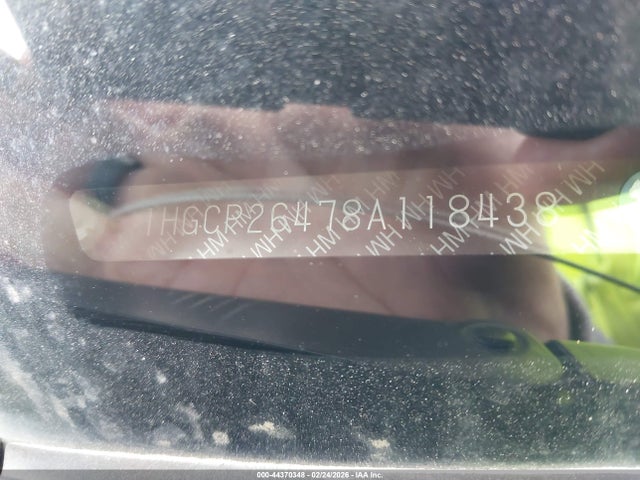 1HGCP26478A118438
000-44370348 - 02/24/2026 - IAA Inc.